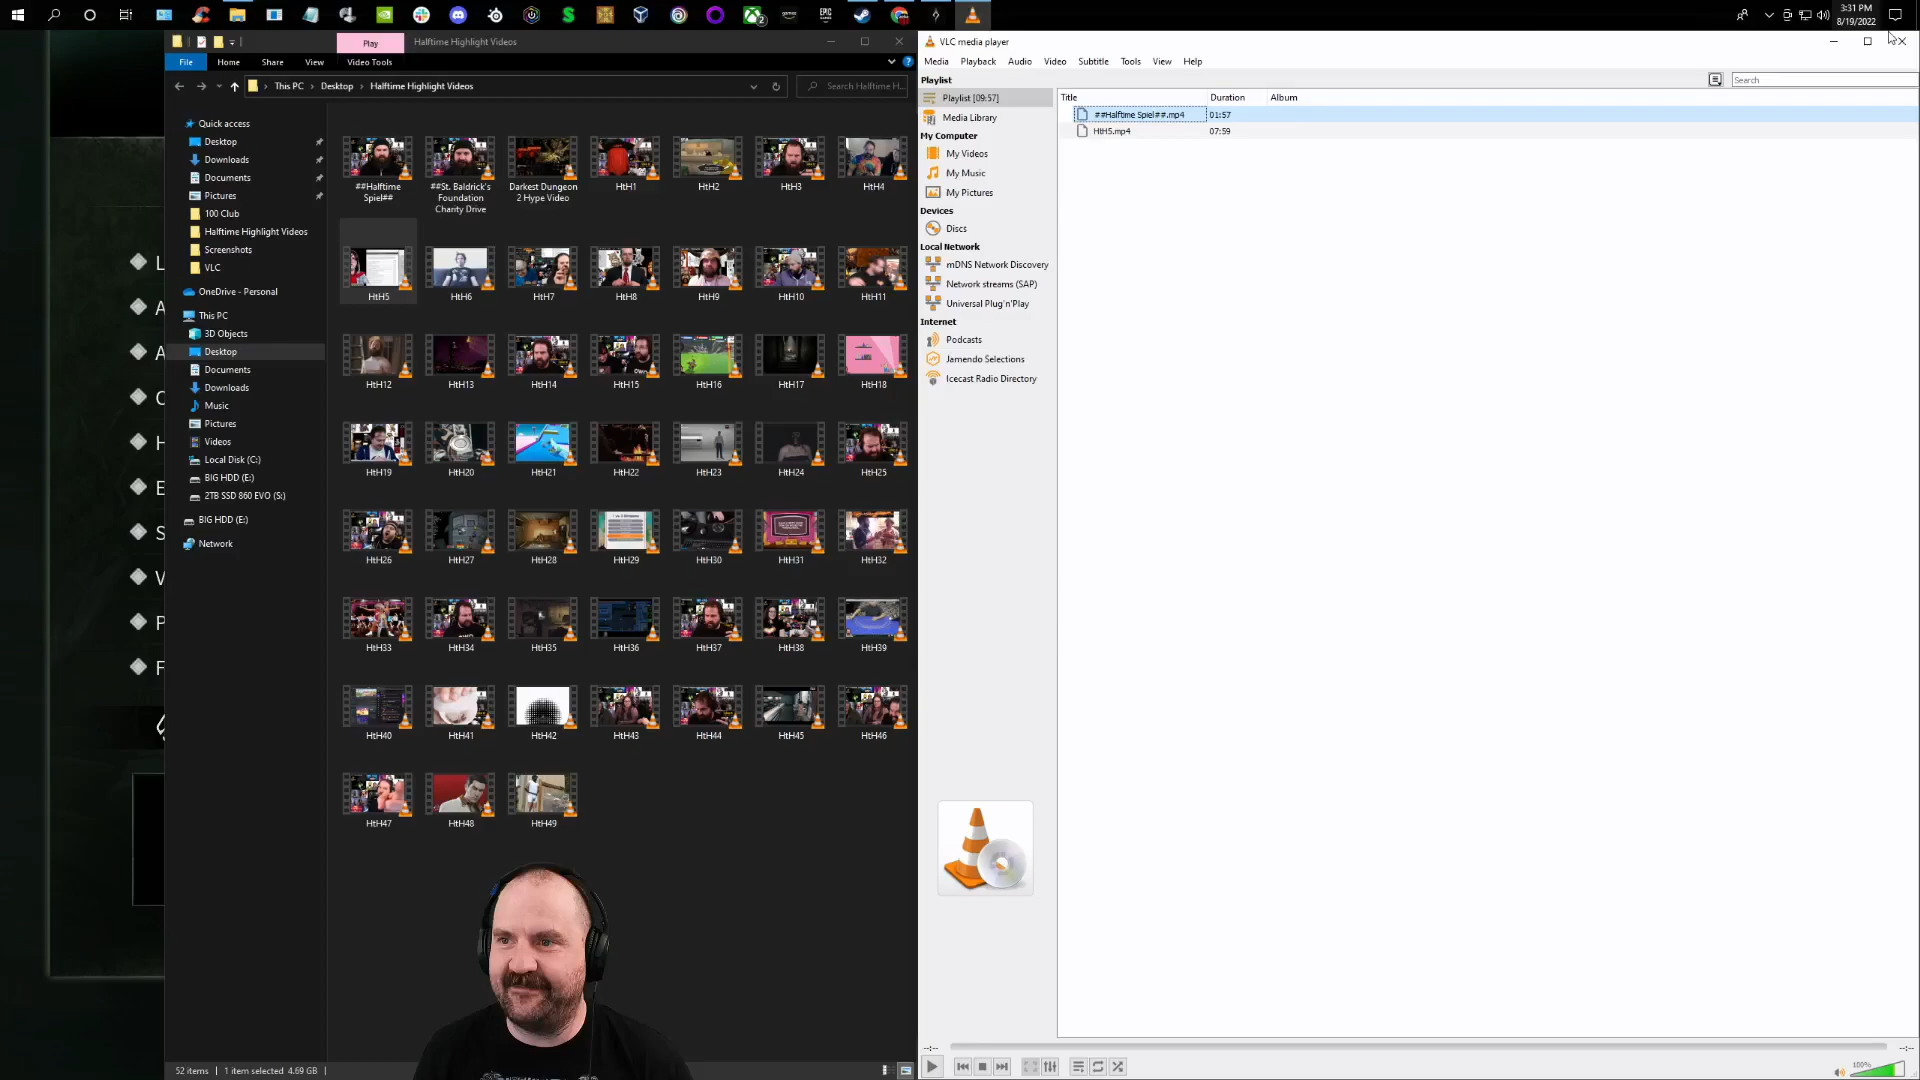 3:31 PM
8/19/2022
Play
Halftime Highlight Videos
File
Home
Share
View
Video Tools
This PC
Desktop
Halftime Highlight Videos
Search Halftime H...
Quick access
Desktop
Downloads
Documents
Pictures
100 Club
Halftime Highlight Videos
Screenshots
VLC
OneDrive - Personal
This PC
3D Objects
Desktop
Documents
Downloads
Music
Pictures
Videos
Local Disk (C:)
BIG HDD (E:)
2TB SSD 860 EVO (S:)
BIG HDD (E:)
Network
L
A
A
C
H
E
S
V
P
F
##Halftime
Spiel##
##St. Baldrick's
Foundation
Charity Drive
Darkest Dungeon
2 Hype Video
HtH1
HtH2
HtH3
HtH4
HtH5
HtH6
HtH7
HtH8
HtH9
HtH10
HtH11
HtH12
HtH13
HtH14
HtH15
HtH16
HtH17
HtH18
HtH19
HtH20
HtH21
HtH22
HtH23
HtH24
HtH25
HtH26
HtH27
HtH28
HtH29
HtH30
HtH31
HtH32
HtH33
HtH34
HtH35
HtH36
HtH37
HtH38
HtH39
HtH40
HtH41
HtH42
HtH43
HtH44
HtH45
HtH46
HtH47
HtH48
HtH49
52 items
1 item selected 4.69 GB
VLC media player
Media
Playback
Audio
Video
Subtitle
Tools
View
Help
Playlist
Search
Playlist [09:57]
Media Library
My Computer
My Videos
My Music
My Pictures
Devices
Discs
Local Network
mDNS Network Discovery
Network streams (SAP)
Universal Plug'n'Play
Internet
Podcasts
Jamendo Selections
Icecast Radio Directory
Title
Duration
Album
##Halftime Spiel##.mp4
01:57
HtH5.mp4
07:59
--:--
--:--
100%